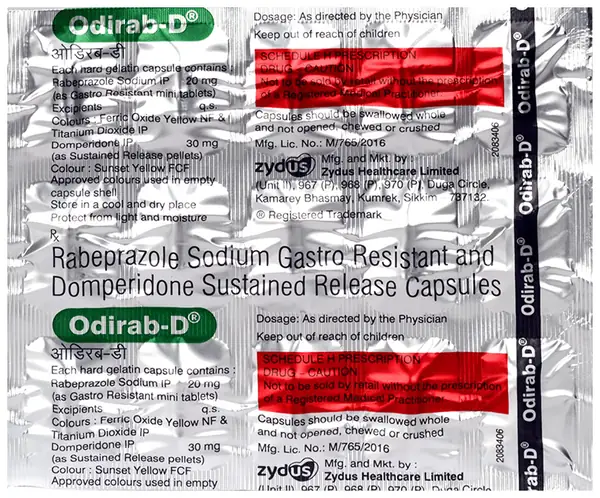 Odirab-D®
ओडिरब-डी
Each hard gelatin capsule contains :
Rabeprazole Sodium IP 20 mg
(as Gastro Resistant mini tablets)
Excipients q.s.
Colours : Ferric Oxide Yellow NF &
Titanium Dioxide IP
Domperidone IP 30 mg
(as Sustained Release pellets)
Colour : Sunset Yellow FCF
Approved colours used in empty
capsule shell
Store in a cool and dry place
Protect from light and moisture
Dosage: As directed by the Physician
Keep out of reach of children
SCHEDULE H PRESCRIPTION
DRUG - CAUTION
Not to be sold by retail without the prescription
of a Registered Medical Practitioner.
Capsules should be swallowed whole
and not opened, chewed or crushed
Mfg. Lic. No.: M/765/2016
zydus
Mfg. and Mkt. by :
Zydus Healthcare Limited
(Unit II), 967 (P), 968 (P), 970 (P), Duga Circle,
Kamarey Bhasmay, Kumrek, Sikkim 737132.
® Registered Trademark
2083406
℞
Rabeprazole Sodium Gastro Resistant and
Domperidone Sustained Release Capsules
Odirab-D®
ओडिरब-डी
Each hard gelatin capsule contains :
Rabeprazole Sodium IP 20 mg
(as Gastro Resistant mini tablets)
Excipients q.s.
Colours : Ferric Oxide Yellow NF &
Titanium Dioxide IP
Domperidone IP 30 mg
(as Sustained Release pellets)
Colour : Sunset Yellow FCF
Approved colours used in empty
Dosage: As directed by the Physician
Keep out of reach of children
SCHEDULE H PRESCRIPTION
DRUG - CAUTION
Not to be sold by retail without the prescription
of a Registered Medical Practitioner.
Capsules should be swallowed whole
and not opened, chewed or crushed
Mfg. Lic. No.: M/765/2016
zydus
Mfg. and Mkt. by :
Zydus Healthcare Limited
(Unit II), 967 (P), 968 (P), 970 (P), Duga Circle,
2083406
Odirab-D®
Odirab-D®
Odirab-D®
Odirab-D®
Odirab-D®